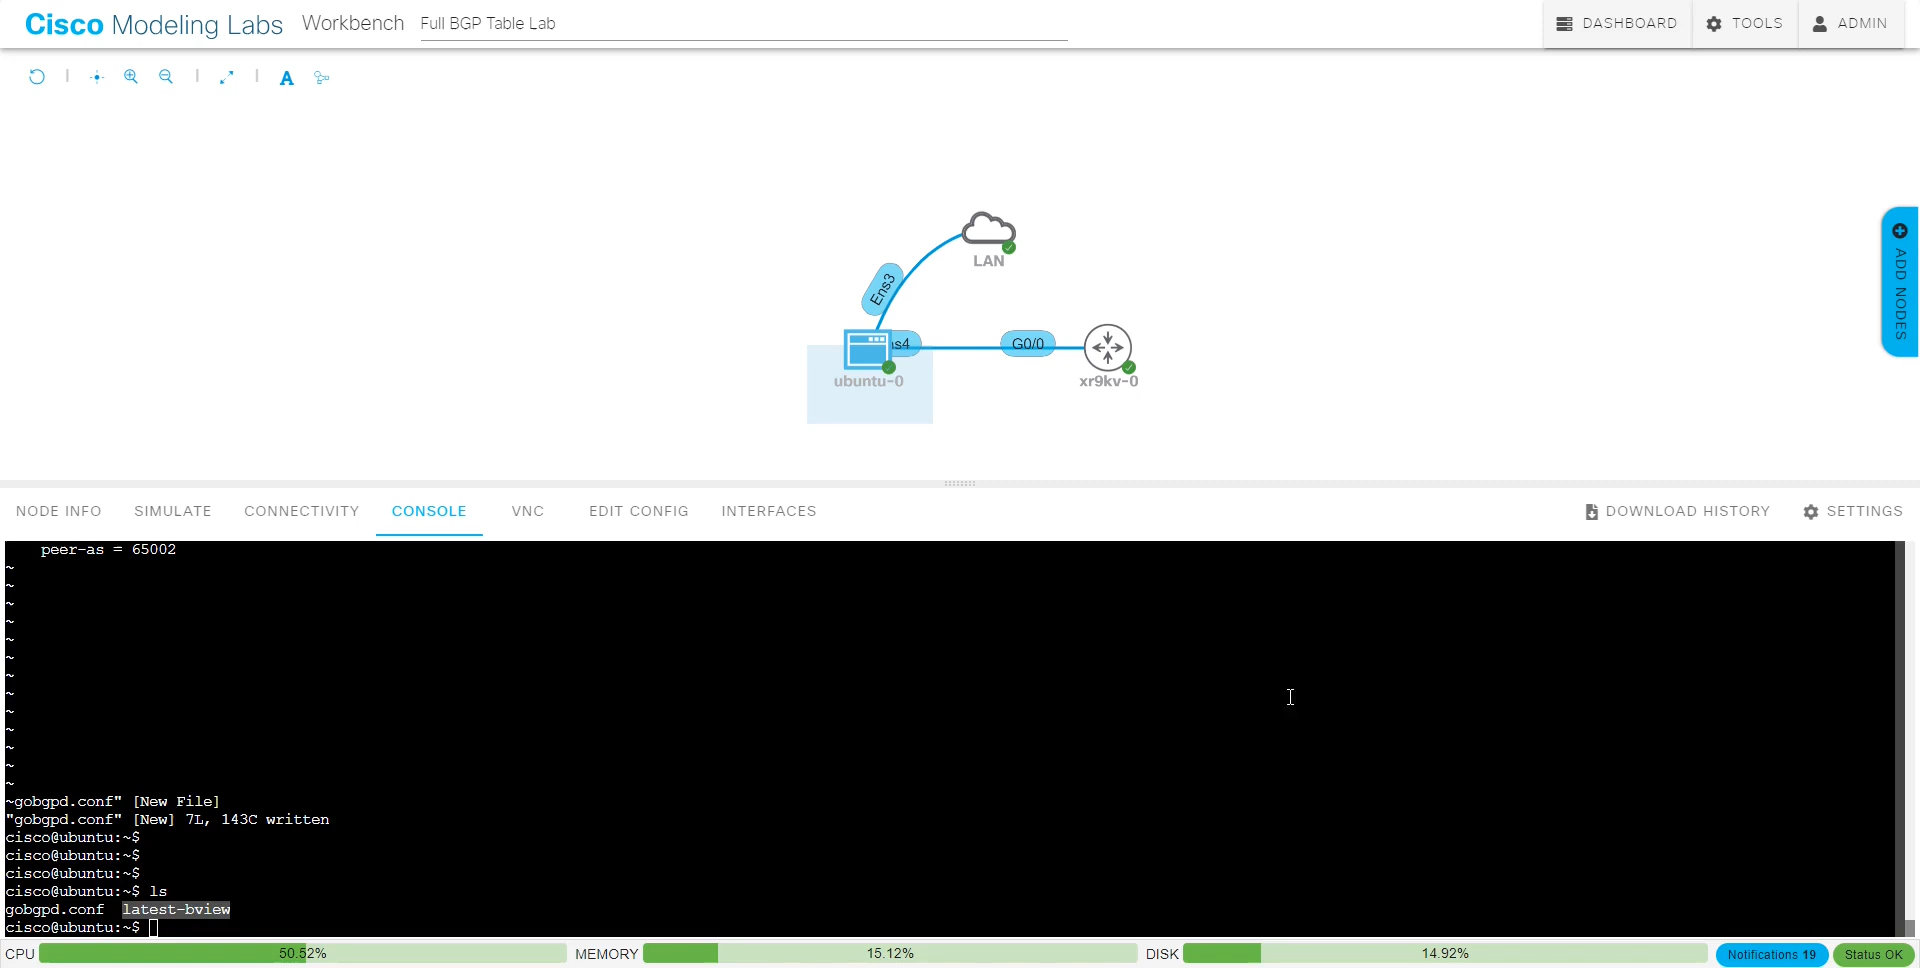 Cisco Modeling Labs Workbench Full BGP Table Lab DASHBOARD TOOLS ADMIN
A
LAN
Ens3
s4 G0/0
ubuntu-0 xr9kv-0
ADD NODES
NODE INFO SIMULATE CONNECTIVITY CONSOLE VNC EDIT CONFIG INTERFACES DOWNLOAD HISTORY SETTINGS
peer-as = 65002
~
~
~
~
~
~
~
~
~
~
~
~
~
~gobgpd.conf" [New File]
"gobgpd.conf" [New] 7L, 143C written
cisco@ubuntu:~$
cisco@ubuntu:~$
cisco@ubuntu:~$
cisco@ubuntu:~$ ls
gobgpd.conf latest-bview
cisco@ubuntu:~$
CPU 50.52% MEMORY 15.12% DISK 14.92% Notifications 19 Status OK